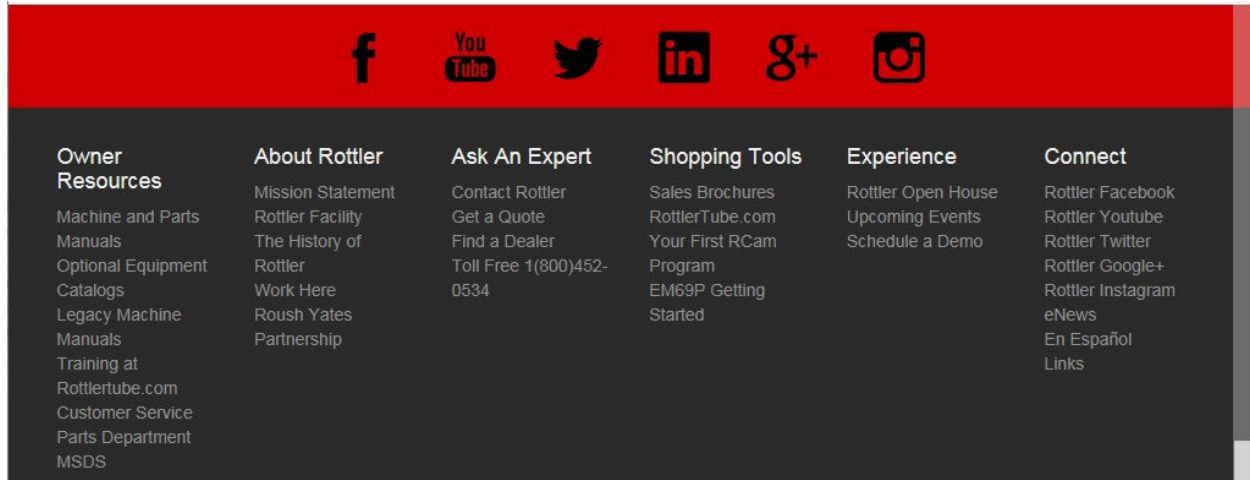 f
You
Tube
in
g+
Owner
Resources
Machine and Parts
Manuals
Optional Equipment
Catalogs
Legacy Machine
Manuals
Training at
Rottlertube.com
Customer Service
Parts Department
MSDS
About Rottler
Mission Statement
Rottler Facility
The History of
Rottler
Work Here
Roush Yates
Partnership
Ask An Expert
Contact Rottler
Get a Quote
Find a Dealer
Toll Free 1(800)452-
0534
Shopping Tools
Sales Brochures
RottlerTube.com
Your First RCam
Program
EM69P Getting
Started
Experience
Rottler Open House
Upcoming Events
Schedule a Demo
Connect
Rottler Facebook
Rottler Youtube
Rottler Twitter
Rottler Google+
Rottler Instagram
eNews
En Español
Links